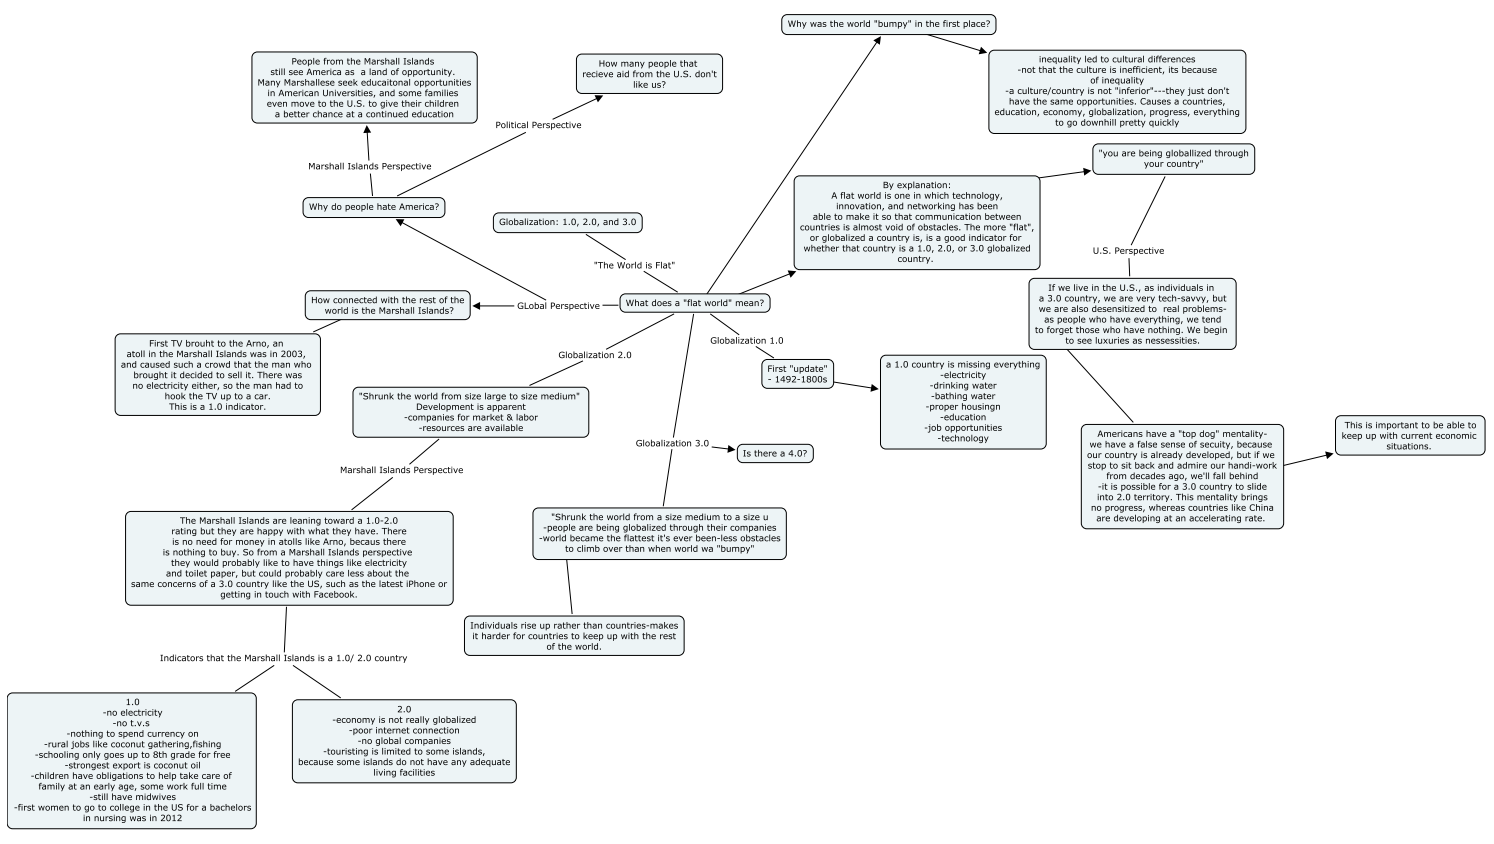 Why was the world "bumpy" in the first place?
People from the Marshall Islands
still see America as  a land of opportunity.
Many Marshallese seek educaitonal opportunities
in American Universities, and some families
even move to the U.S. to give their children
a better chance at a continued education
How many people that
recieve aid from the U.S. don't
like us?
inequality led to cultural differences
-not that the culture is inefficient, its because
of inequality
-a culture/country is not "inferior"---they just don't
have the same opportunities. Causes a countries,
education, economy, globalization, progress, everything
to go downhill pretty quickly
Political Perspective
Marshall Islands Perspective
"you are being globallized through
your country"
Why do people hate America?
By explanation:
A flat world is one in which technology,
innovation, and networking has been
able to make it so that communication between
countries is almost void of obstacles. The more "flat",
or globalized a country is, is a good indicator for
whether that country is a 1.0, 2.0, or 3.0 globalized
country.
Globalization: 1.0, 2.0, and 3.0
"The World is Flat"
U.S. Perspective
How connected with the rest of the
world is the Marshall Islands?
GLobal Perspective
What does a "flat world" mean?
If we live in the U.S., as individuals in
a 3.0 country, we are very tech-savvy, but
we are also desensitized to  real problems-
as people who have everything, we tend
to forget those who have nothing. We begin
to see luxuries as nessessities.
First TV brouht to the Arno, an
atoll in the Marshall Islands was in 2003,
and caused such a crowd that the man who
brought it decided to sell it. There was
no electricity either, so the man had to
hook the TV up to a car.
This is a 1.0 indicator.
Globalization 2.0
Globalization 1.0
First "update"
- 1492-1800s
a 1.0 country is missing everything
-electricity
-drinking water
-bathing water
-proper housingn
-education
-job opportunities
-technology
"Shrunk the world from size large to size medium"
Development is apparent
-companies for market & labor
-resources are available
Globalization 3.0
Is there a 4.0?
Americans have a "top dog" mentality-
we have a false sense of secuity, because
our country is already developed, but if we
stop to sit back and admire our handi-work
from decades ago, we'll fall behind
-it is possible for a 3.0 country to slide
into 2.0 territory. This mentality brings
no progress, whereas countries like China
are developing at an accelerating rate.
This is important to be able to
keep up with current economic
situations.
Marshall Islands Perspective
The Marshall Islands are leaning toward a 1.0-2.0
rating but they are happy with what they have. There
is no need for money in atolls like Arno, becaus there
is nothing to buy. So from a Marshall Islands perspective
they would probably like to have things like electricity
and toilet paper, but could probably care less about the
same concerns of a 3.0 country like the US, such as the latest iPhone or
getting in touch with Facebook.
"Shrunk the world from a size medium to a size u
-people are being globalized through their companies
-world became the flattest it's ever been-less obstacles
to climb over than when world wa "bumpy"
Individuals rise up rather than countries-makes
it harder for countries to keep up with the rest
of the world.
Indicators that the Marshall Islands is a 1.0/ 2.0 country
1.0
-no electricity
-no t.v.s
-nothing to spend currency on
-rural jobs like coconut gathering,fishing
-schooling only goes up to 8th grade for free
-strongest export is coconut oil
-children have obligations to help take care of
family at an early age, some work full time
-still have midwives
-first women to go to college in the US for a bachelors
in nursing was in 2012
2.0
-economy is not really globalized
-poor internet connection
-no global companies
-touristing is limited to some islands,
because some islands do not have any adequate
living facilities